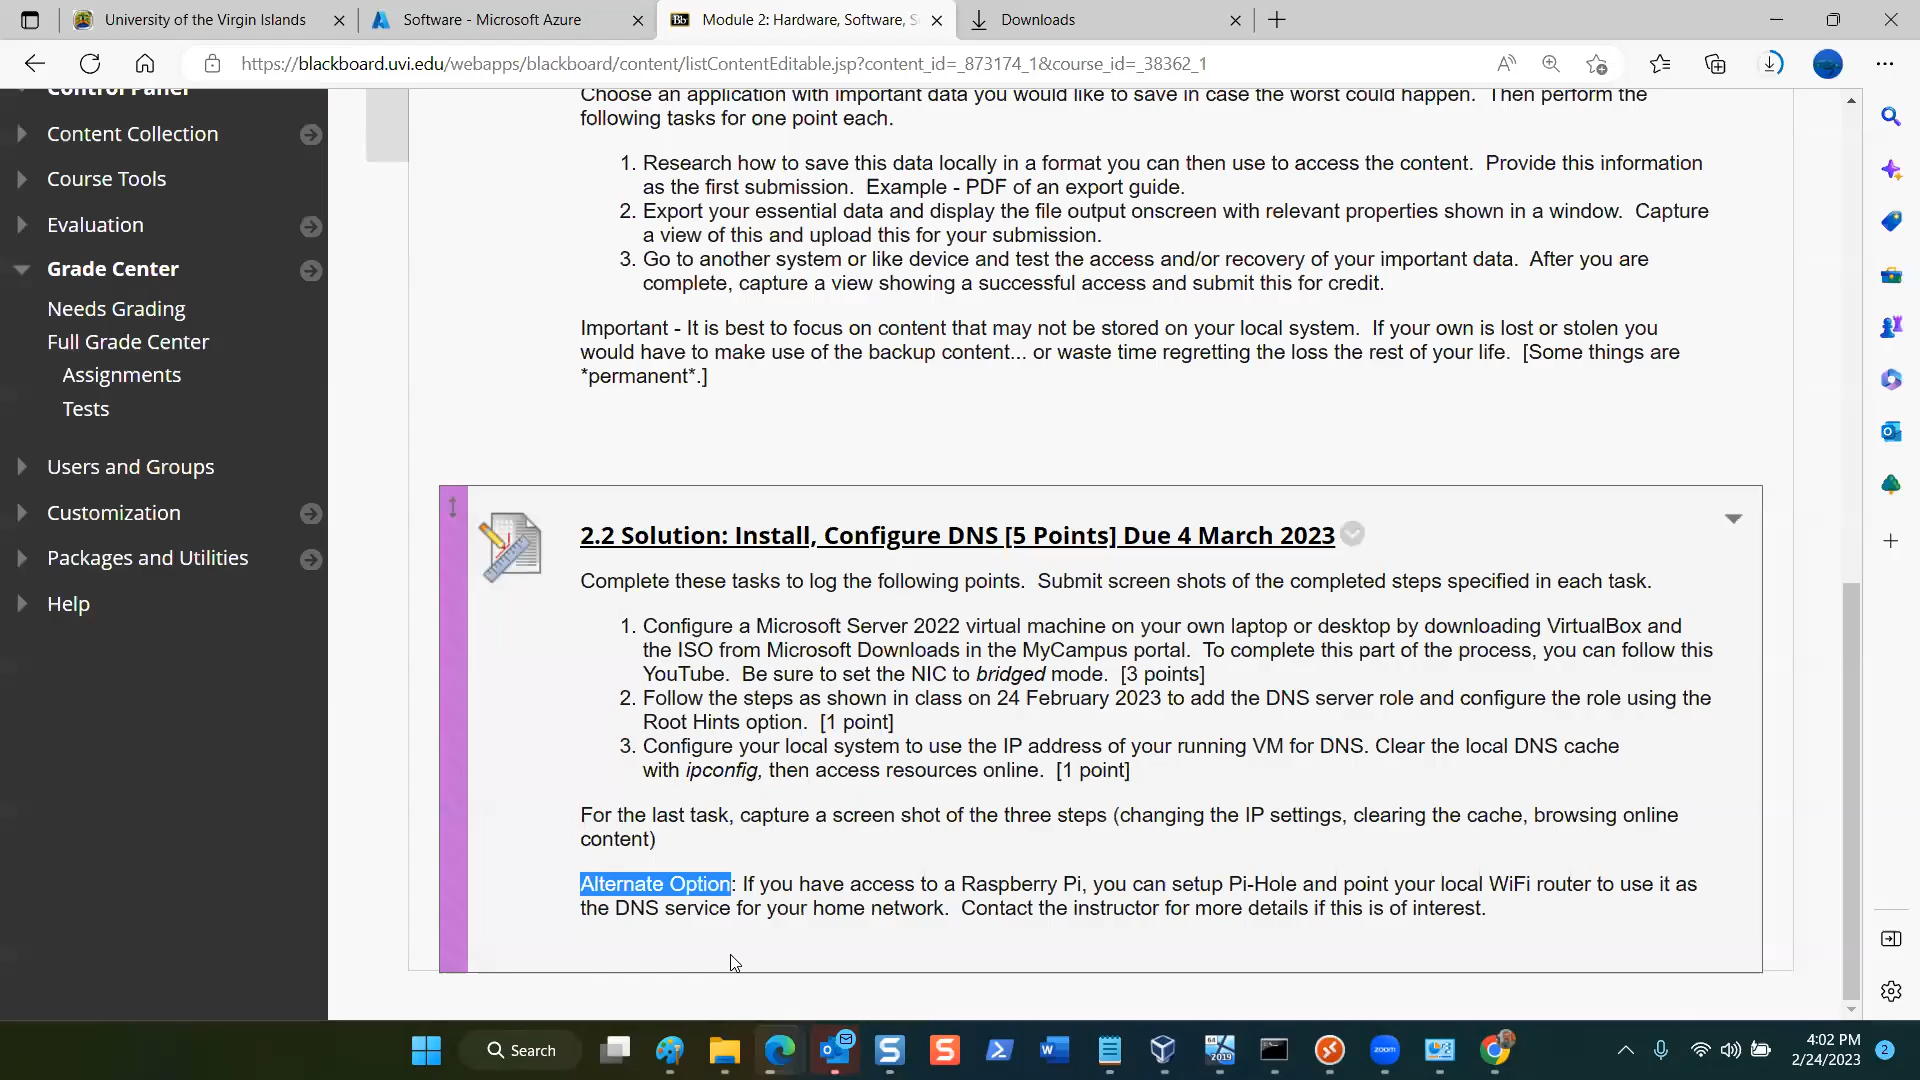 University of the Virgin Islands
Software - Microsoft Azure
Module 2: Hardware, Software, S
Downloads
https://blackboard.uvi.edu/webapps/blackboard/content/listContentEditable.jsp?content_id=_873174_1&course_id=_38362_1
Control Panel
Content Collection
Course Tools
Evaluation
Grade Center
Needs Grading
Full Grade Center
Assignments
Tests
Users and Groups
Customization
Packages and Utilities
Help
Choose an application with important data you would like to save in case the worst could happen. Then perform the
following tasks for one point each.
1. Research how to save this data locally in a format you can then use to access the content. Provide this information
as the first submission. Example - PDF of an export guide.
2. Export your essential data and display the file output onscreen with relevant properties shown in a window. Capture
a view of this and upload this for your submission.
3. Go to another system or like device and test the access and/or recovery of your important data. After you are
complete, capture a view showing a successful access and submit this for credit.
Important - It is best to focus on content that may not be stored on your local system. If your own is lost or stolen you
would have to make use of the backup content... or waste time regretting the loss the rest of your life. [Some things are
*permanent*.]
2.2 Solution: Install, Configure DNS [5 Points] Due 4 March 2023
Complete these tasks to log the following points. Submit screen shots of the completed steps specified in each task.
1. Configure a Microsoft Server 2022 virtual machine on your own laptop or desktop by downloading VirtualBox and
the ISO from Microsoft Downloads in the MyCampus portal. To complete this part of the process, you can follow this
YouTube. Be sure to set the NIC to bridged mode. [3 points]
2. Follow the steps as shown in class on 24 February 2023 to add the DNS server role and configure the role using the
Root Hints option. [1 point]
3. Configure your local system to use the IP address of your running VM for DNS. Clear the local DNS cache
with ipconfig, then access resources online. [1 point]
For the last task, capture a screen shot of the three steps (changing the IP settings, clearing the cache, browsing online
content)
Alternate Option: If you have access to a Raspberry Pi, you can setup Pi-Hole and point your local WiFi router to use it as
the DNS service for your home network. Contact the instructor for more details if this is of interest.
Search
4:02 PM
2/24/2023
2